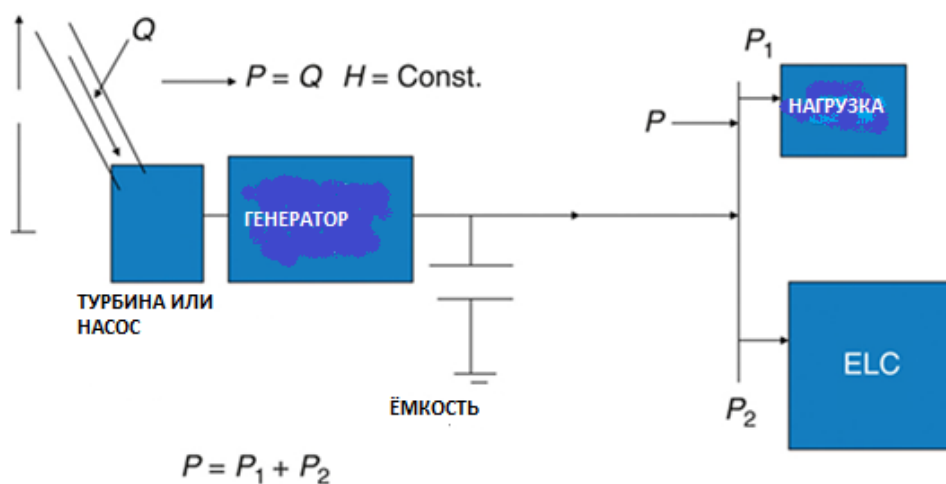 Q
P = Q H = Const.
P₁
НАГРУЗКА
P
ГЕНЕРАТОР
ТУРБИНА ИЛИ
НАСОС
ELC
ЁМКОСТЬ
P₂
P = P₁ + P₂